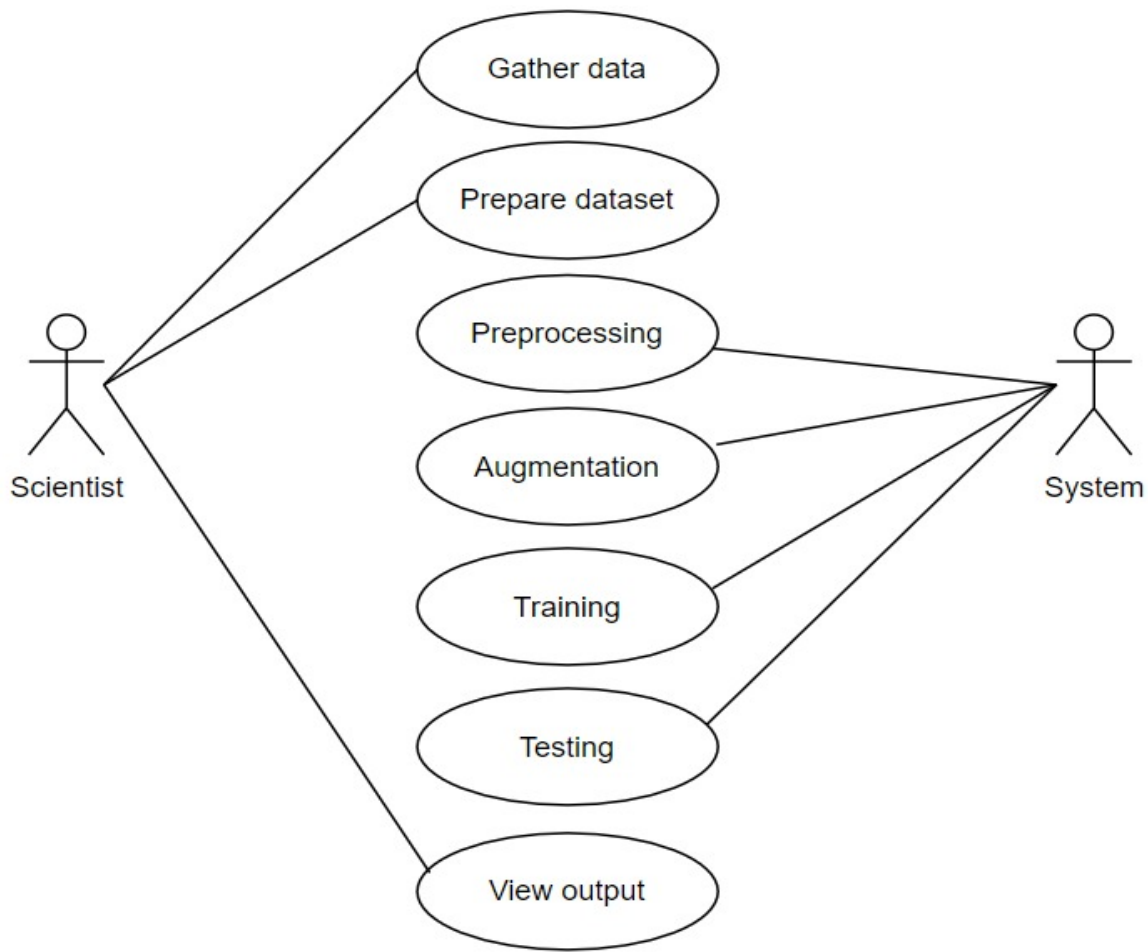 Gather data
Prepare dataset
Preprocessing
Augmentation
Scientist
System
Training
Testing
View output